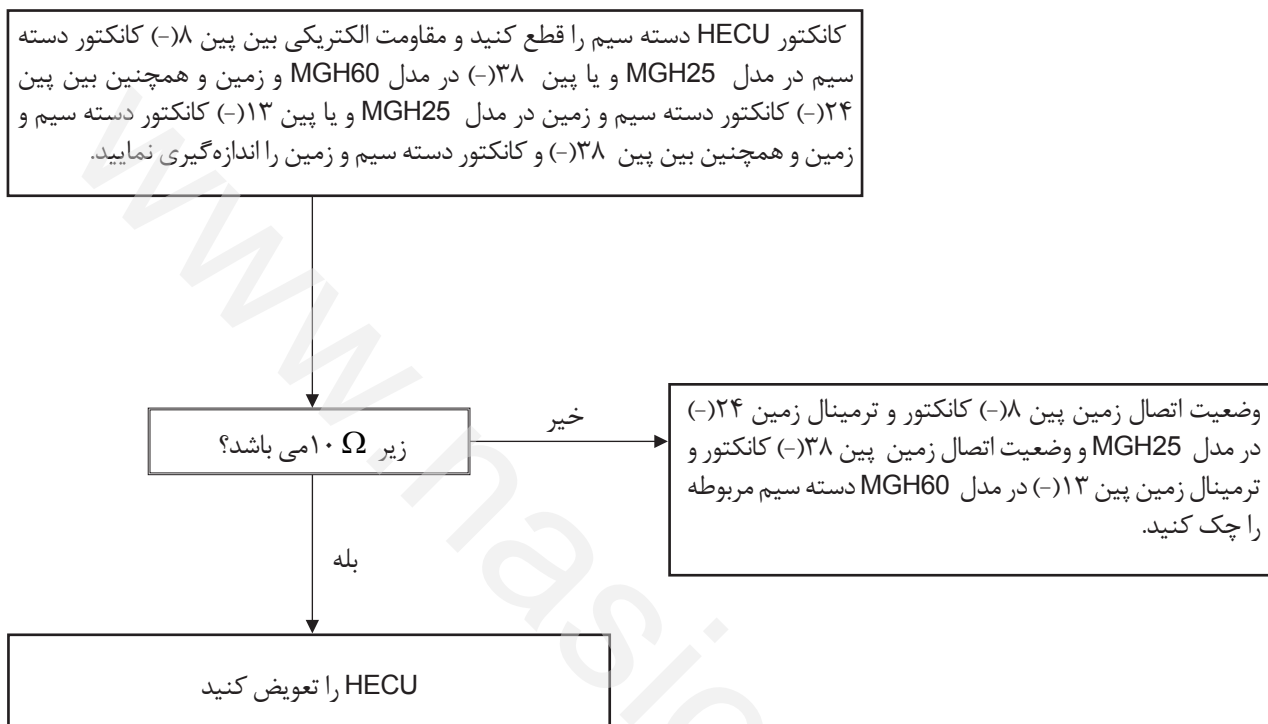 کانکتور HECU دسته سیم را قطع کنید و مقاومت الکتریکی بین پین ۸(-) کانکتور دسته
سیم در مدل MGH25 و یا پین ۳۸(-) در مدل MGH60 و زمین و همچنین بین پین
۲۴(-) کانکتور دسته سیم و زمین در مدل MGH25 و یا پین ۱۳(-) کانکتور دسته سیم و
زمین و همچنین بین پین ۳۸(-) و کانکتور دسته سیم و زمین را اندازه‌گیری نمایید.
زیر ۱۰ Ω می باشد؟
خیر
وضعیت اتصال زمین پین ۸(-) کانکتور و ترمینال زمین ۲۴(-)
در مدل MGH25 و وضعیت اتصال زمین پین ۳۸(-) کانکتور و
ترمینال زمین پین ۱۳(-) در مدل MGH60 دسته سیم مربوطه
را چک کنید.
بله
HECU را تعویض کنید
www.nasic